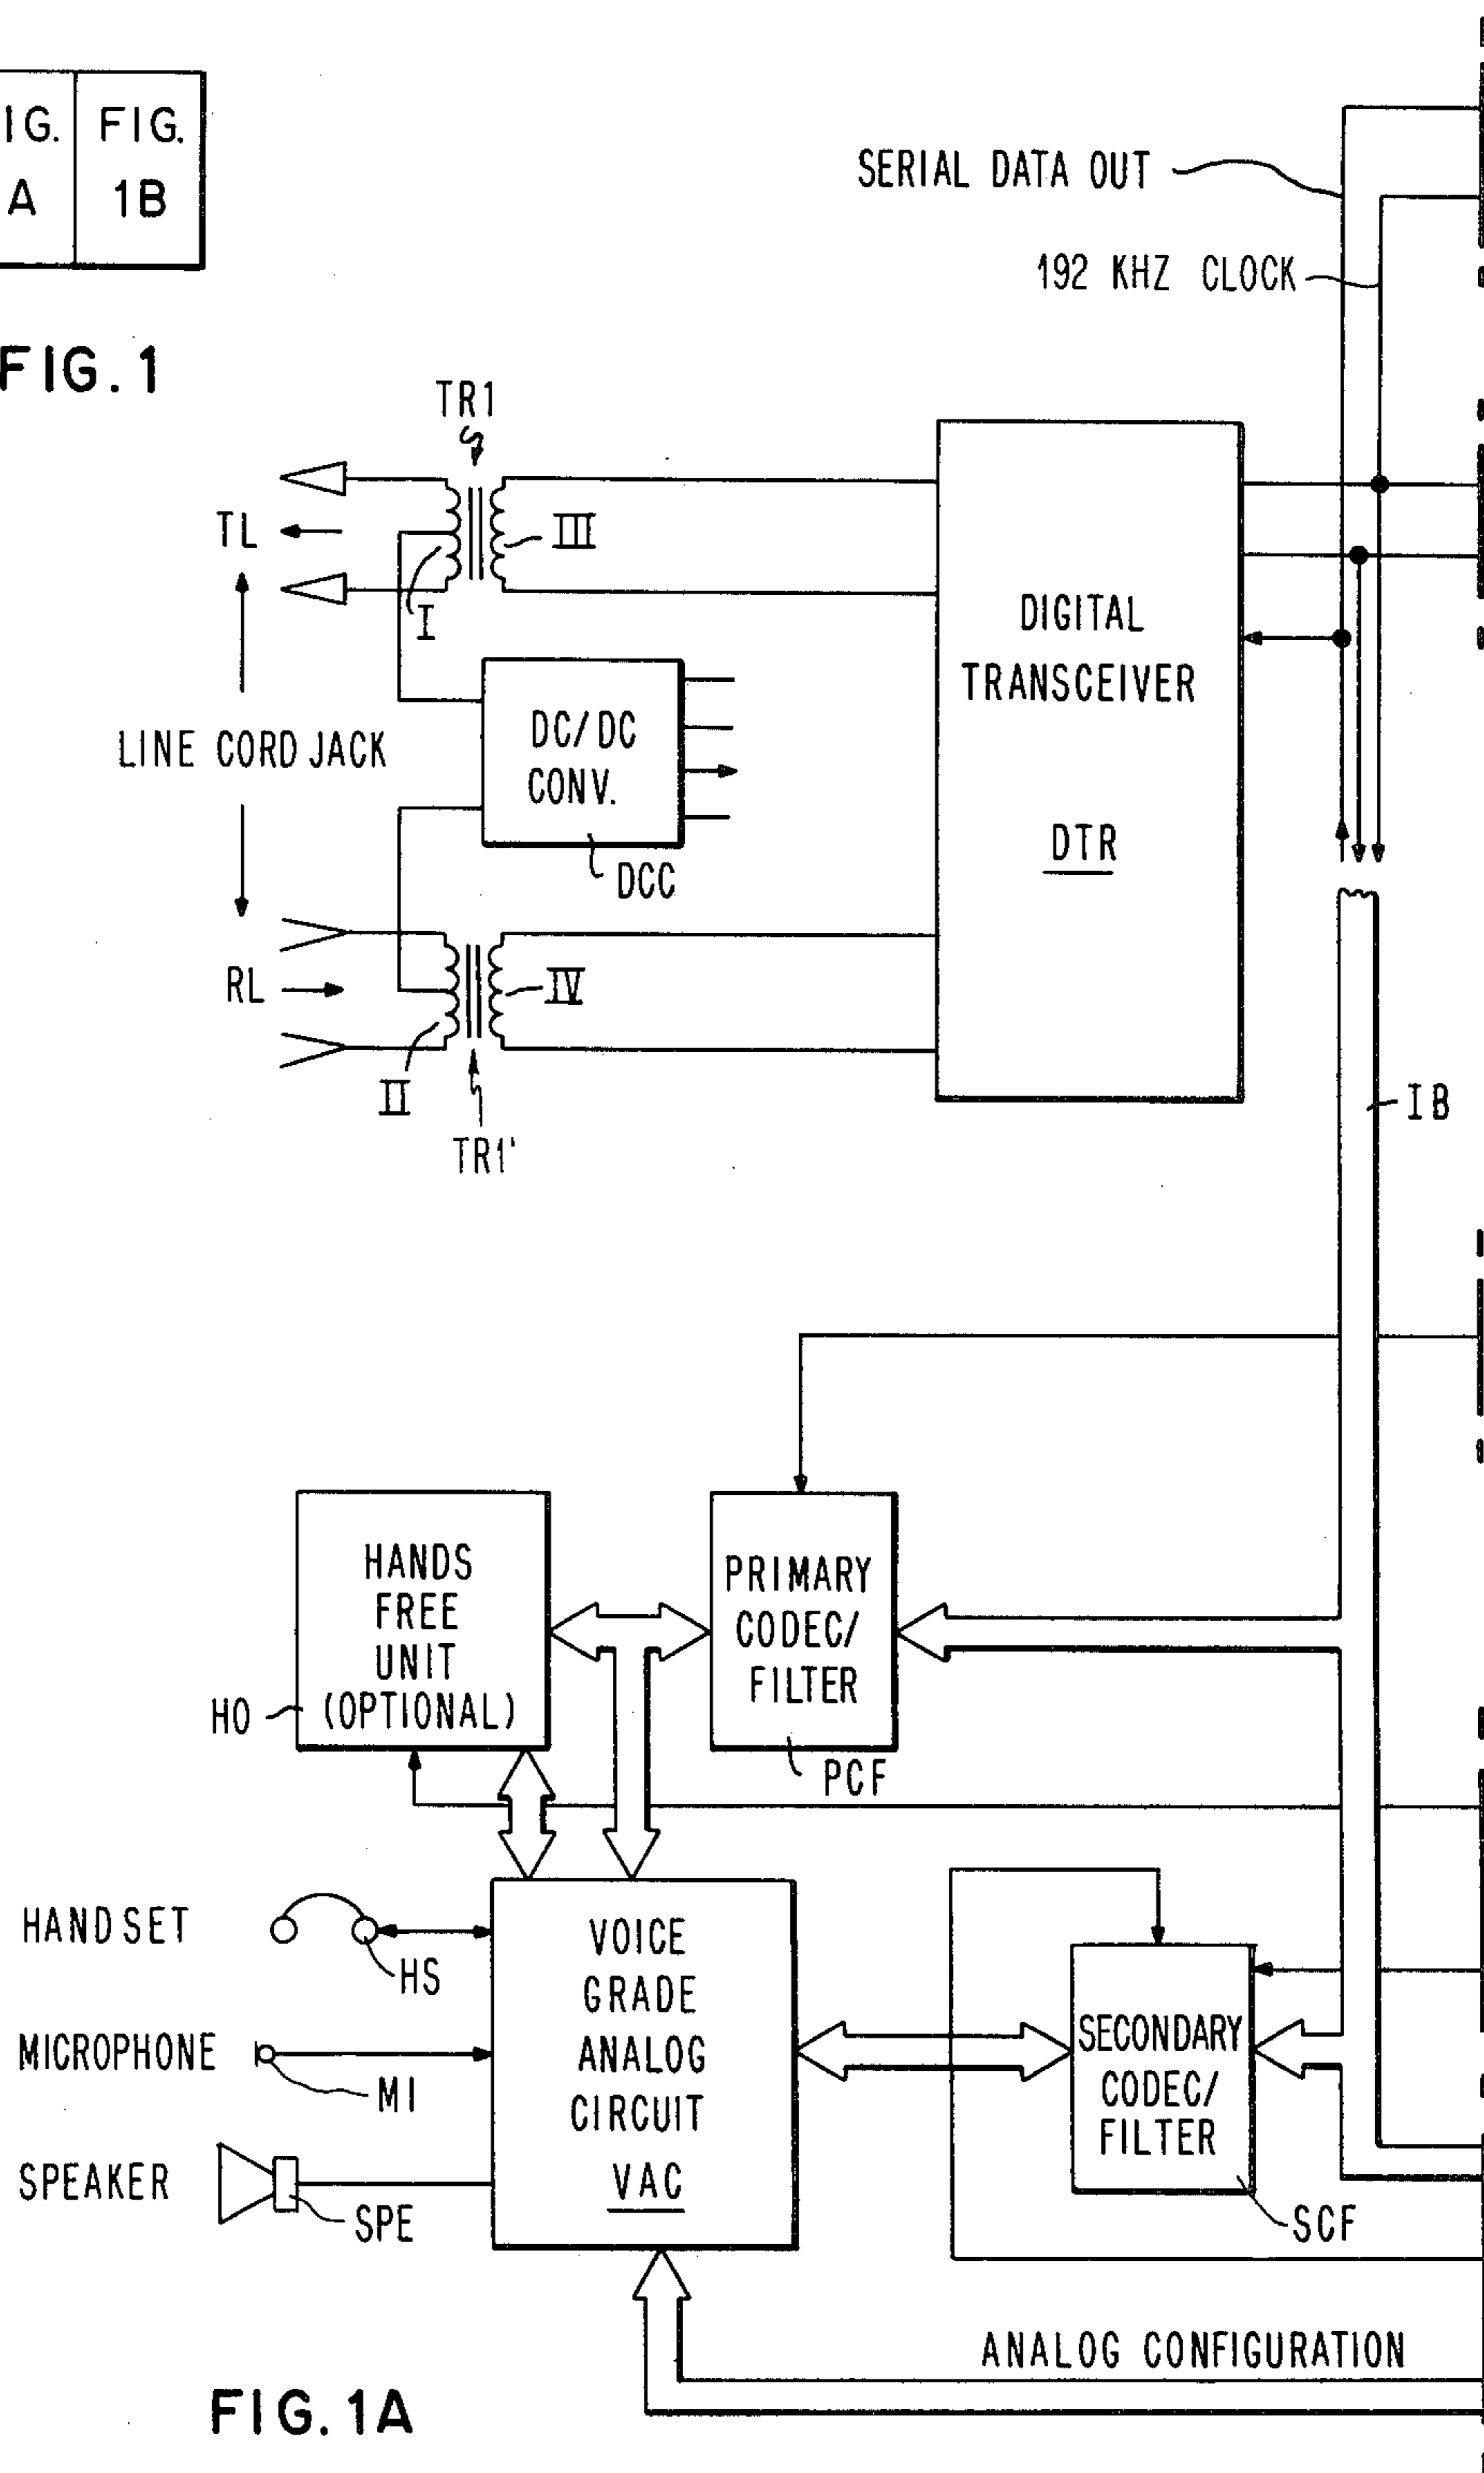 IG. FIG.
A 1B
FIG. 1
SERIAL DATA OUT
192 KHZ CLOCK
TR1
TL
III
I
DIGITAL
TRANSCEIVER
DTR
LINE CORD JACK
DC/DC
CONV.
DCC
RL
IV
II
TR1'
IB
HANDS
FREE
UNIT
(OPTIONAL)
HO
PRIMARY
CODEC/
FILTER
PCF
HANDSET
HS
VOICE
GRADE
ANALOG
CIRCUIT
VAC
MICROPHONE
MI
SECONDARY
CODEC/
FILTER
SCF
SPEAKER
SPE
ANALOG CONFIGURATION
FIG. 1A